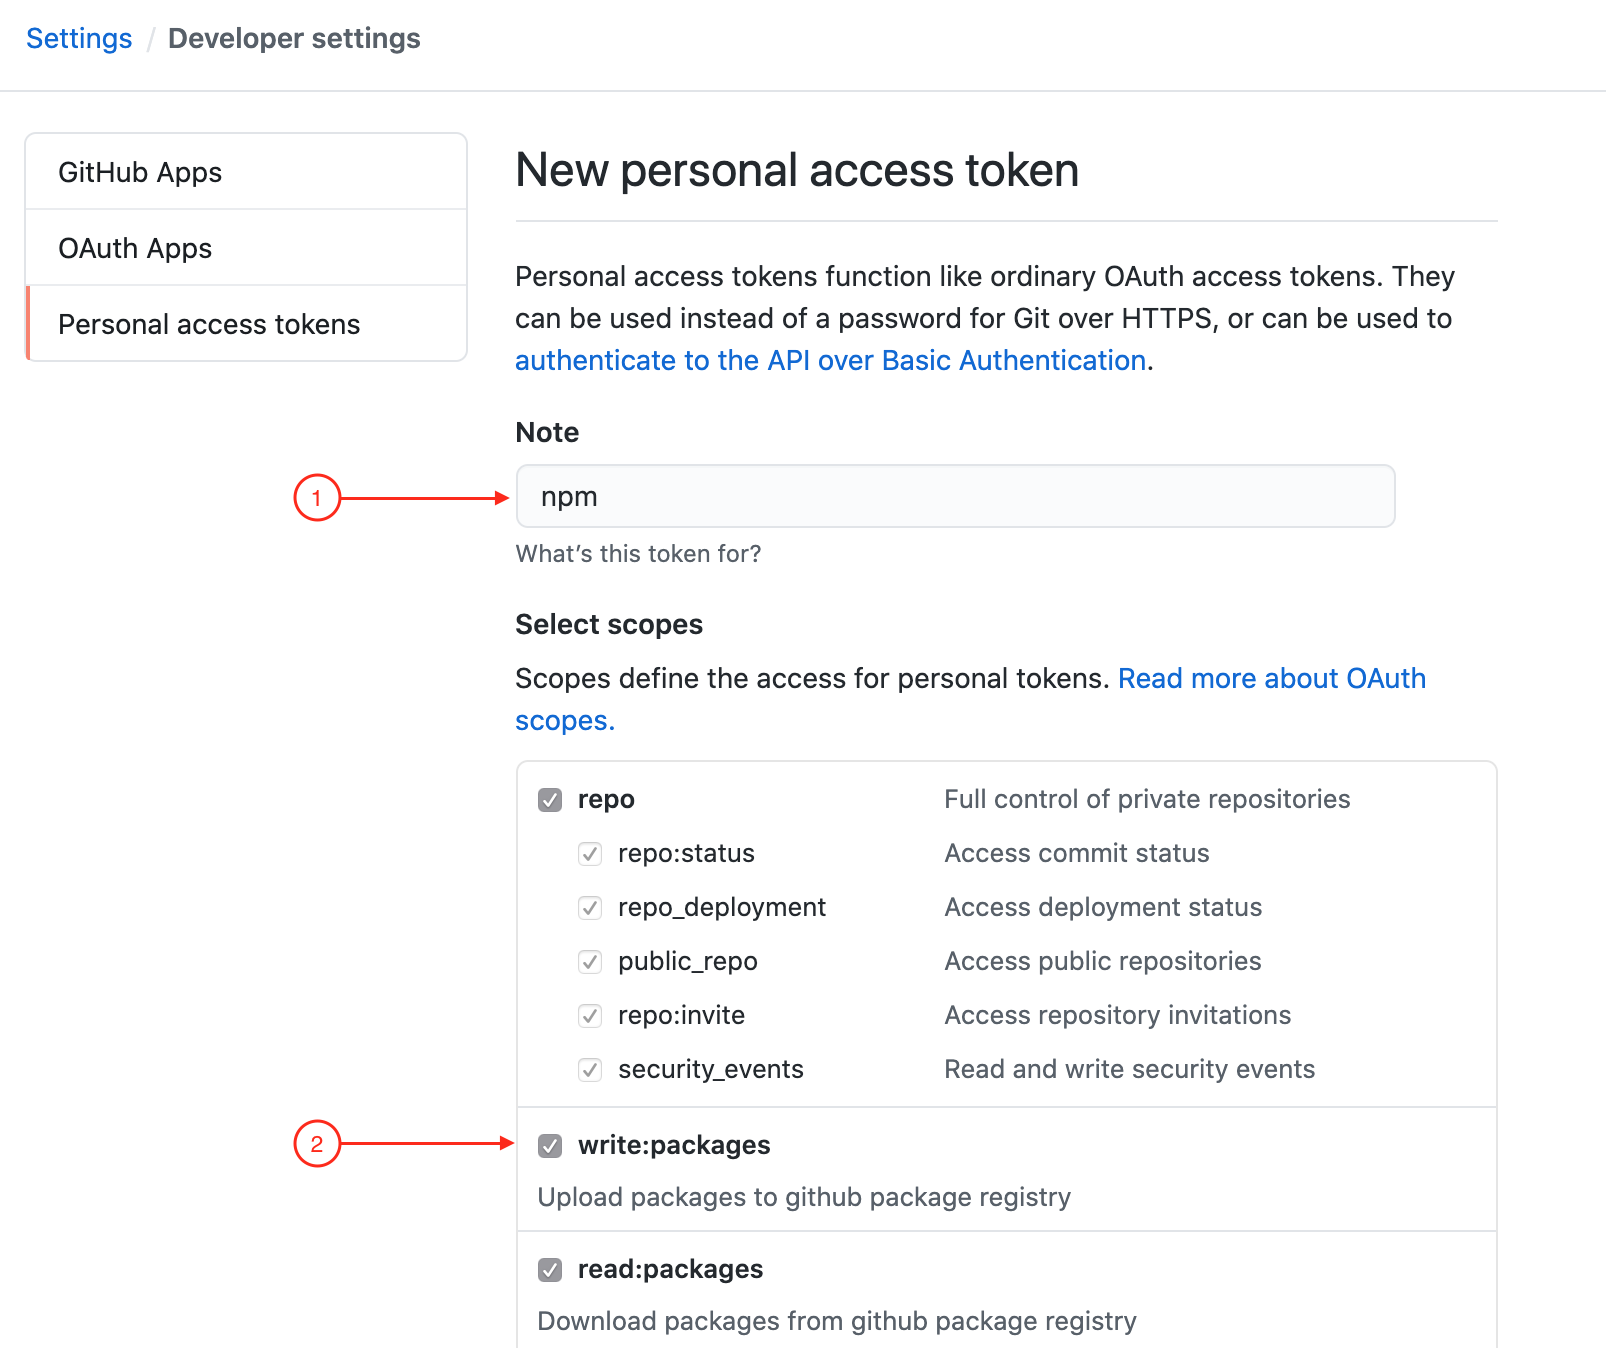 Settings / Developer settings
GitHub Apps
OAuth Apps
Personal access tokens
New personal access token
Personal access tokens function like ordinary OAuth access tokens. They
can be used instead of a password for Git over HTTPS, or can be used to
authenticate to the API over Basic Authentication.
Note
1
npm
What's this token for?
Select scopes
Scopes define the access for personal tokens. Read more about OAuth
scopes.
repo Full control of private repositories
repo:status Access commit status
repo_deployment Access deployment status
public_repo Access public repositories
repo:invite Access repository invitations
security_events Read and write security events
2
write:packages
Upload packages to github package registry
read:packages
Download packages from github package registry